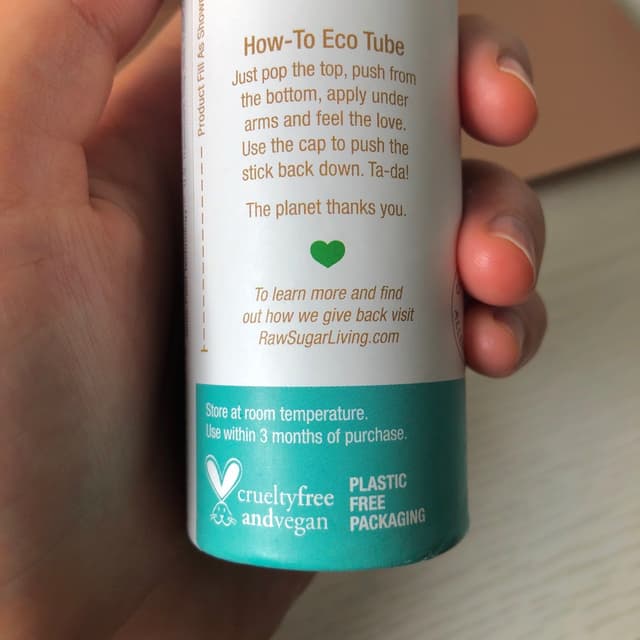 Product Fill As Show
How-To Eco Tube
Just pop the top, push from
the bottom, apply under
arms and feel the love.
Use the cap to push the
stick back down. Ta-da!
The planet thanks you.
To learn more and find
out how we give back visit
RawSugarLiving.com
Store at room temperature.
Use within 3 months of purchase.
crueltyfree
andvegan
PLASTIC
FREE
PACKAGING